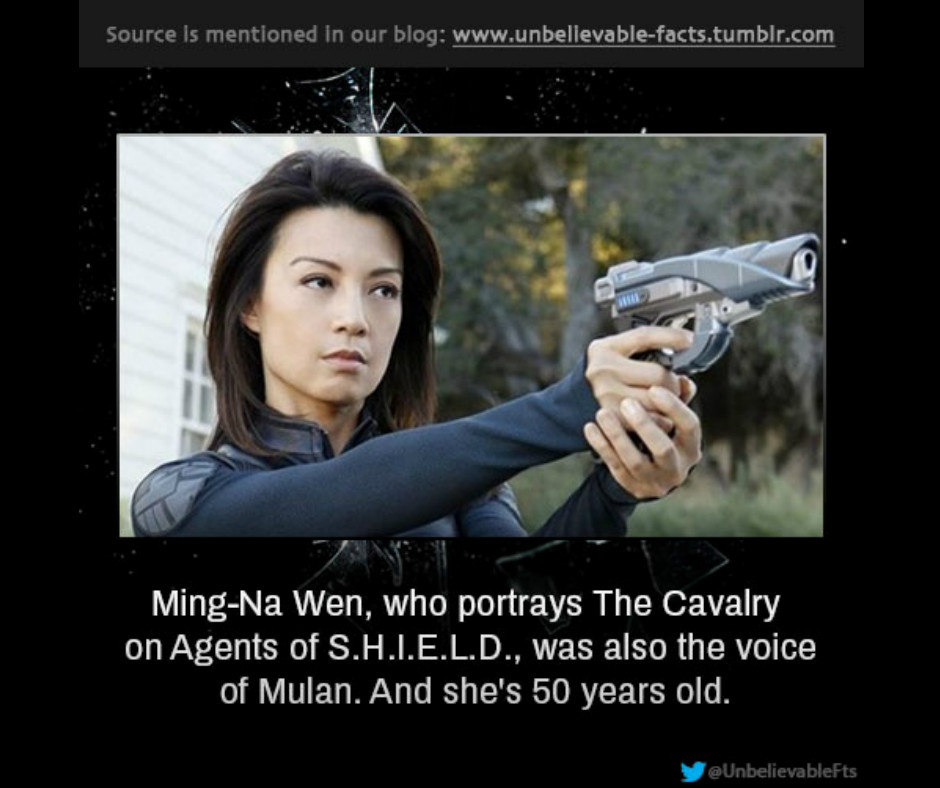 Source is mentioned in our blog: www.unbelievable-facts.tumblr.com
Ming-Na Wen, who portrays The Cavalry
on Agents of S.H.I.E.L.D., was also the voice
of Mulan. And she's 50 years old.
@UnbelievableFts